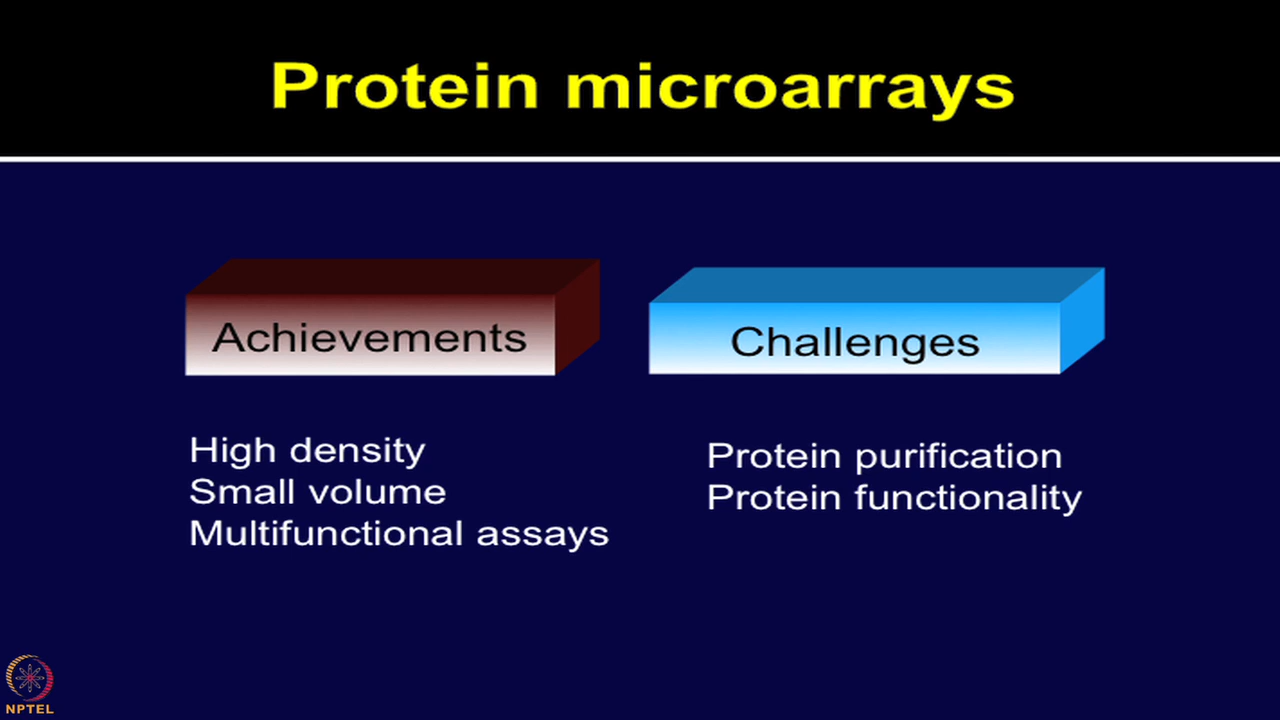 Protein microarrays
Achievements
High density
Small volume
Multifunctional assays
Challenges
Protein purification
Protein functionality
NPTEL